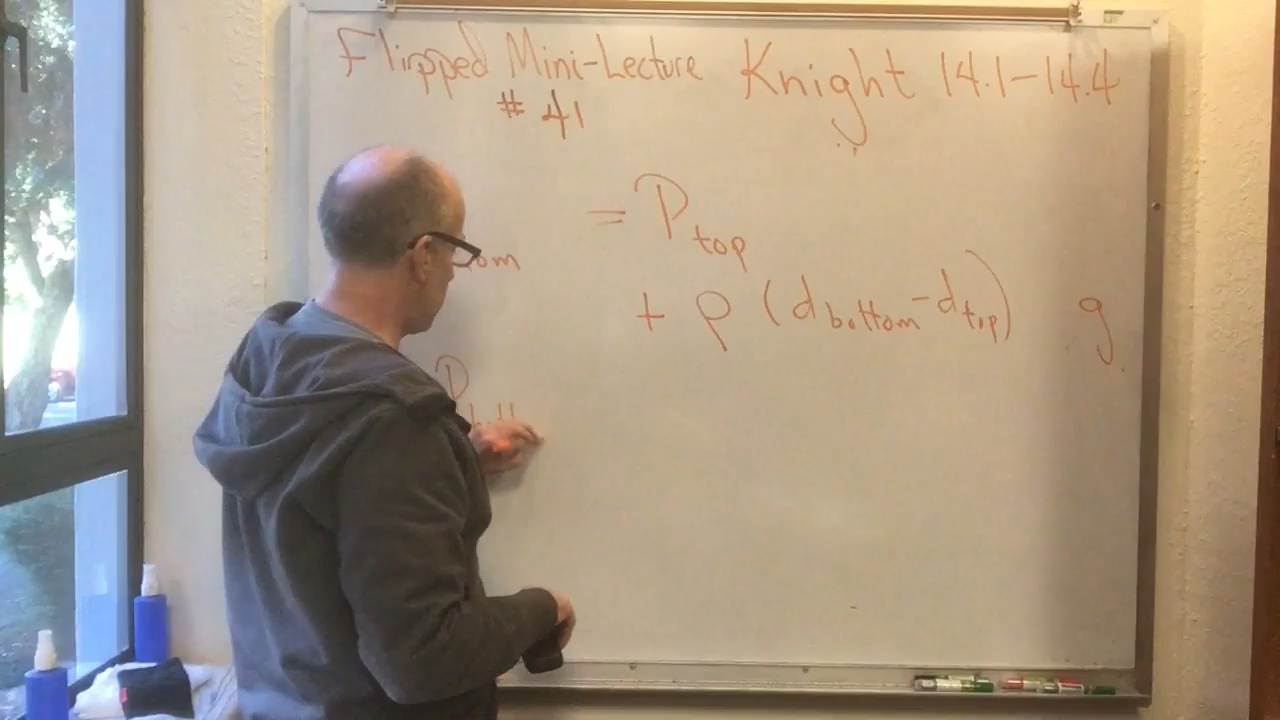 Flipped Mini-Lecture Knight 14.1-14.4
# 41
= P top
+ ρ (d bottom - d top) g
P